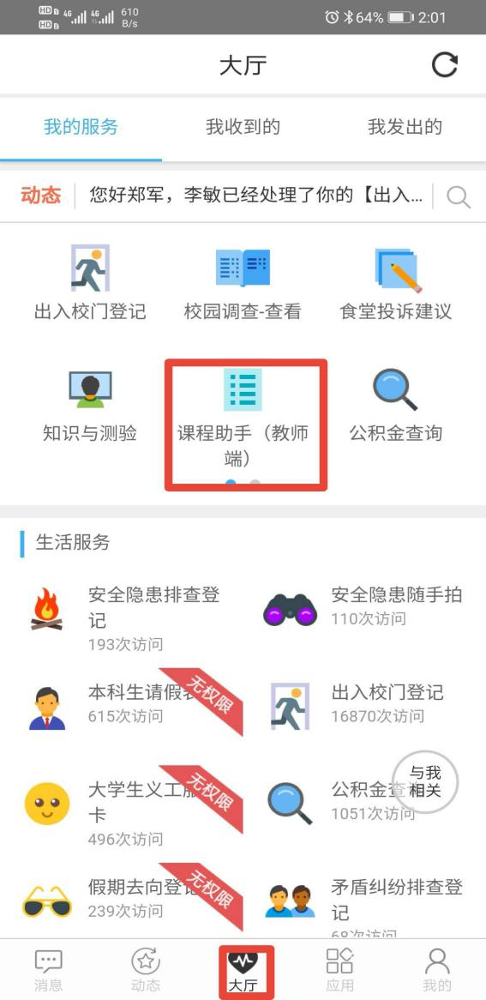 HD 1 4G 4G 610 64% 2:01
HD 2 B/s
大厅
我的服务 我收到的 我发出的
动态 您好郑军，李敏已经处理了你的【出入...
出入校门登记 校园调查-查看 食堂投诉建议
知识与测验 课程助手（教师 公积金查询
端）
生活服务
安全隐患排查登
记
193次访问
安全隐患随手拍
110次访问
本科生请假
615次访问
无权限
出入校门登记
16870次访问
大学生义工
卡
496次访问
无权限
公积金查
1051次访问
与我
相关
假期去向登
239次访问
无权限
矛盾纠纷排查登
记
68次访问
消息 动态 大厅 应用 我的